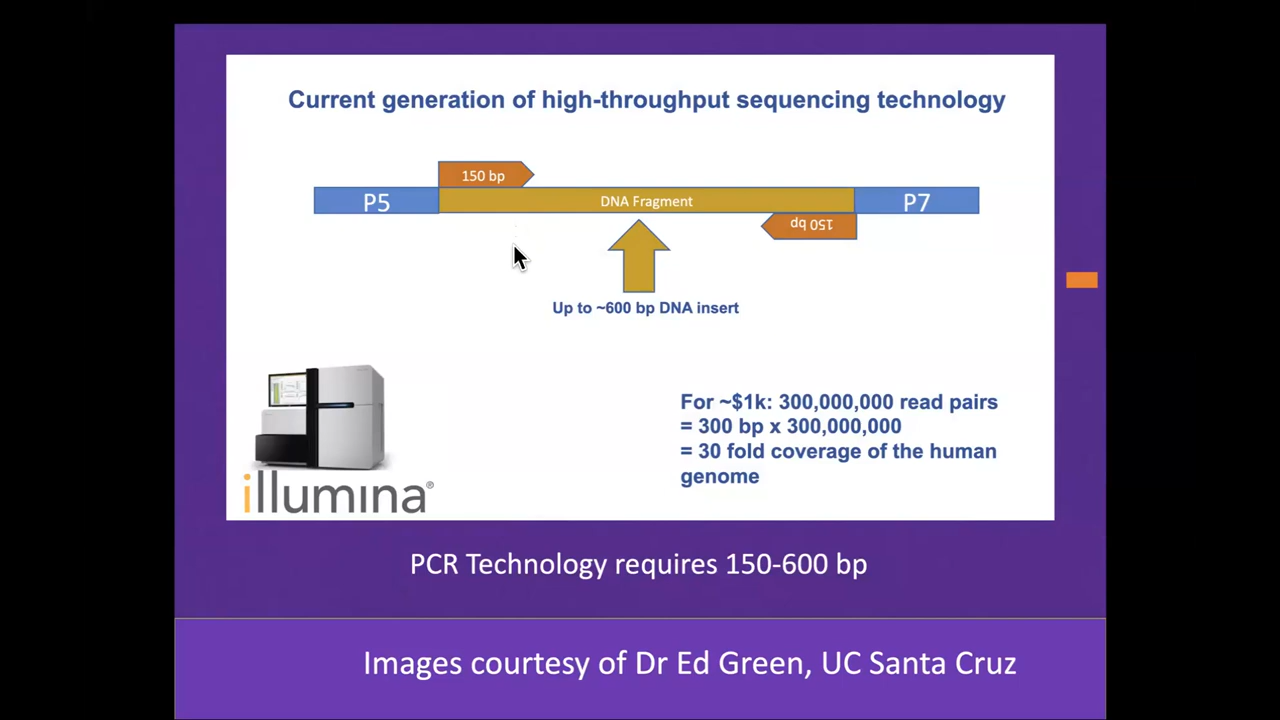 Current generation of high-throughput sequencing technology
150 bp
P5
DNA Fragment
P7
150 bp
Up to ~600 bp DNA insert
For ~$1k: 300,000,000 read pairs
= 300 bp x 300,000,000
= 30 fold coverage of the human
genome
illumina®
PCR Technology requires 150-600 bp
Images courtesy of Dr Ed Green, UC Santa Cruz